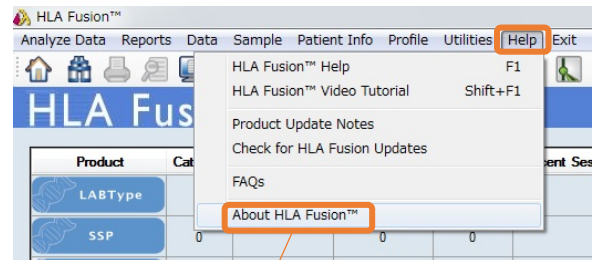 HLA Fusion™
Analyze Data Reports Data Sample Patient Info Profile Utilities Help Exit
HLA Fusion™ Help F1
HLA Fusion™ Video Tutorial Shift+F1
HLA Fus
Product Update Notes
Check for HLA Fusion Updates
Product Cat ent Ses
FAQs
LABType
About HLA Fusion™
SSP 0 0 0